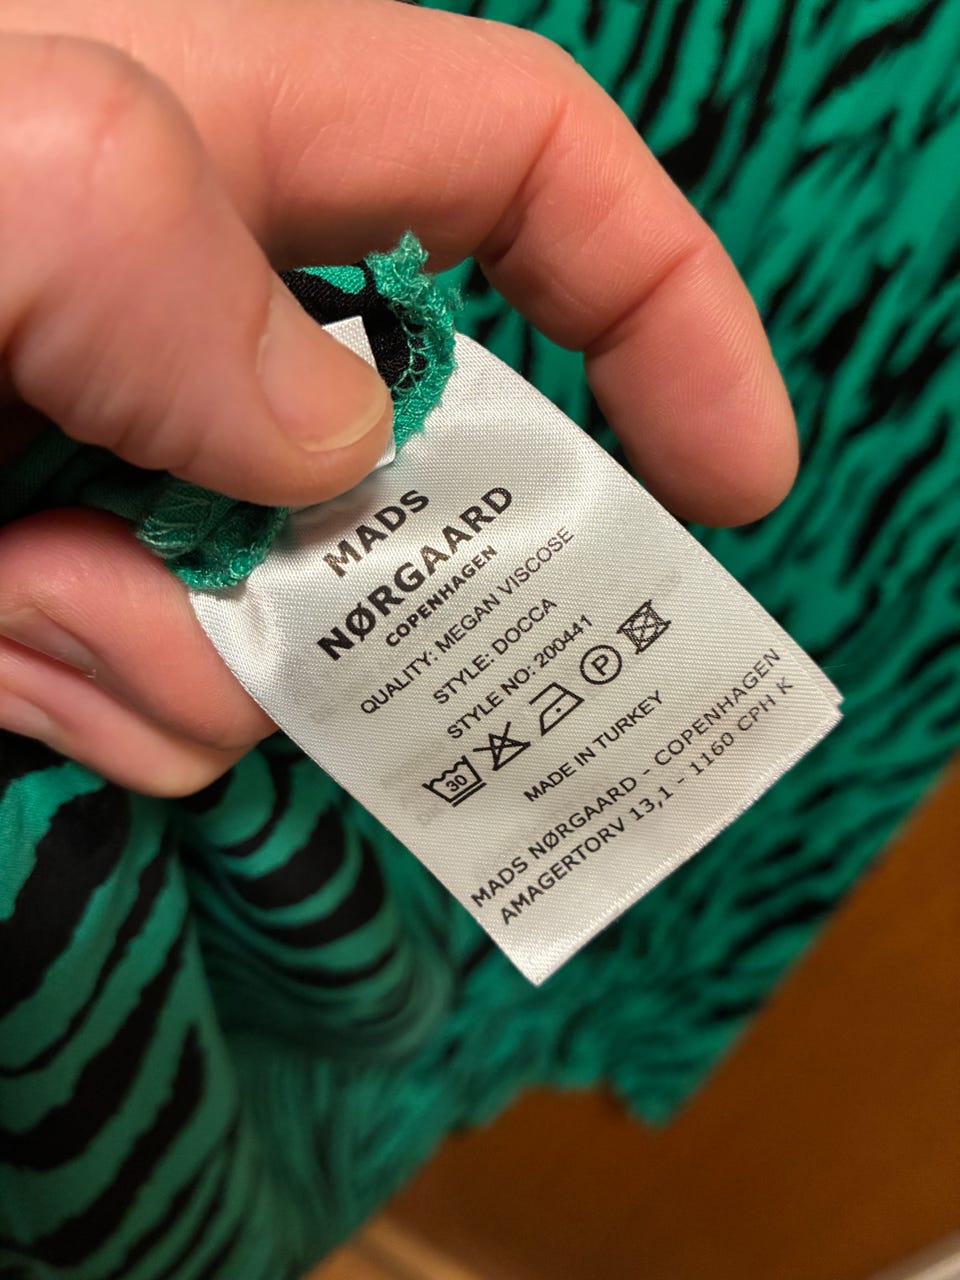 MADS
NØRGAARD
COPENHAGEN
QUALITY: MEGAN VISCOSE
STYLE: DOCCA
STYLE NO: 200441
30 P
MADE IN TURKEY
MADS NØRGAARD - COPENHAGEN
AMAGERTORV 13,1 - 1160 CPH K